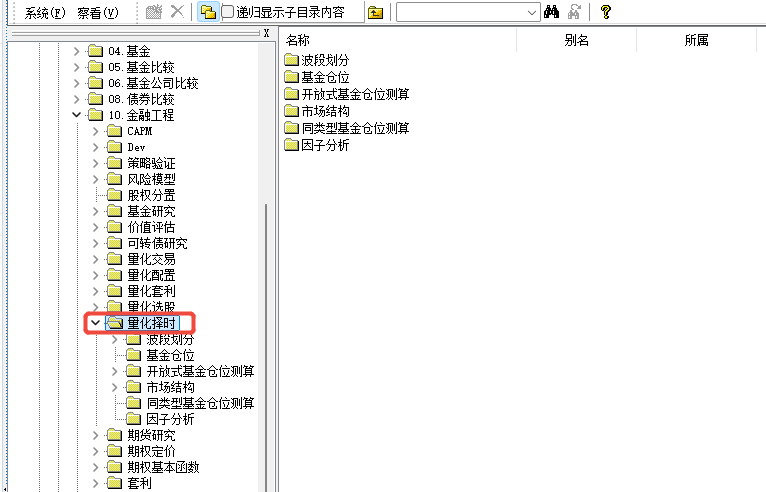 系统(F) 察看(V) 递归显示子目录内容
X
04. 基金
05. 基金比较
06. 基金公司比较
08. 债券比较
10. 金融工程
CAPM
Dev
策略验证
风险模型
股权分置
基金研究
价值评估
可转债研究
量化交易
量化配置
量化套利
量化选股
量化择时
波段划分
基金仓位
开放式基金仓位测算
市场结构
同类型基金仓位测算
因子分析
期货研究
期权定价
期权基本函数
套利
名称 别名 所属
波段划分
基金仓位
开放式基金仓位测算
市场结构
同类型基金仓位测算
因子分析